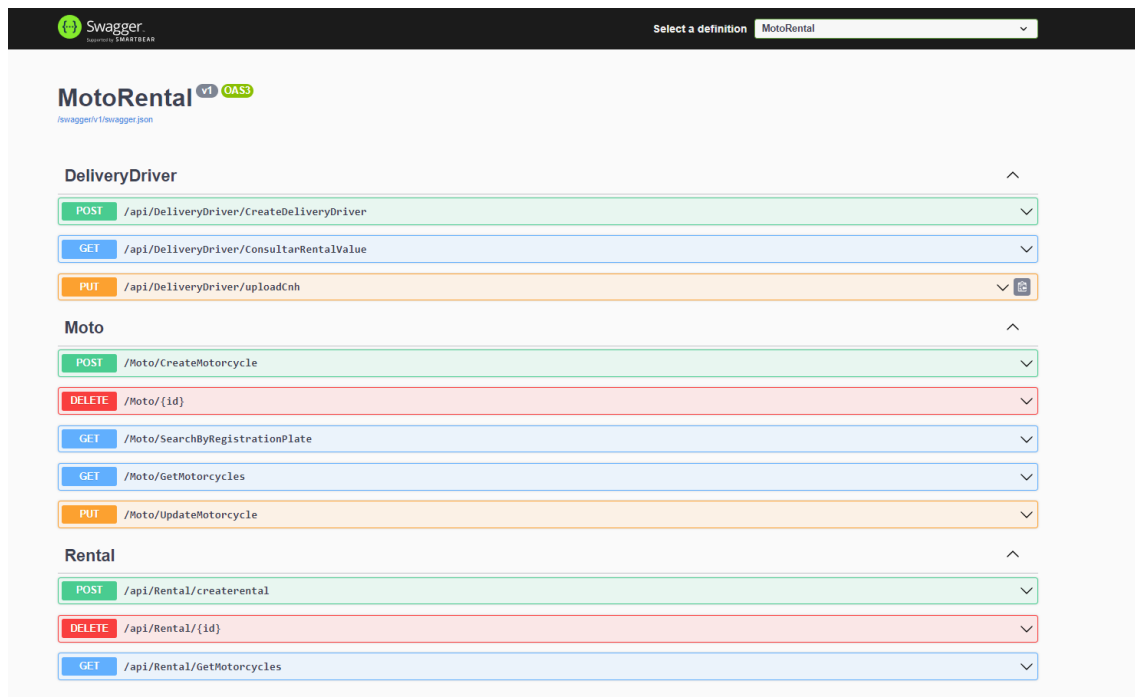 Swagger.
Supported by SMARTBEAR
Select a definition
MotoRental
MotoRental v1 OAS3
/swagger/v1/swagger.json
DeliveryDriver
POST /api/DeliveryDriver/CreateDeliveryDriver
GET /api/DeliveryDriver/ConsultarRentalValue
PUT /api/DeliveryDriver/uploadCnh
Moto
POST /Moto/CreateMotorcycle
DELETE /Moto/{id}
GET /Moto/SearchByRegistrationPlate
GET /Moto/GetMotorcycles
PUT /Moto/UpdateMotorcycle
Rental
POST /api/Rental/createrental
DELETE /api/Rental/{id}
GET /api/Rental/GetMotorcycles